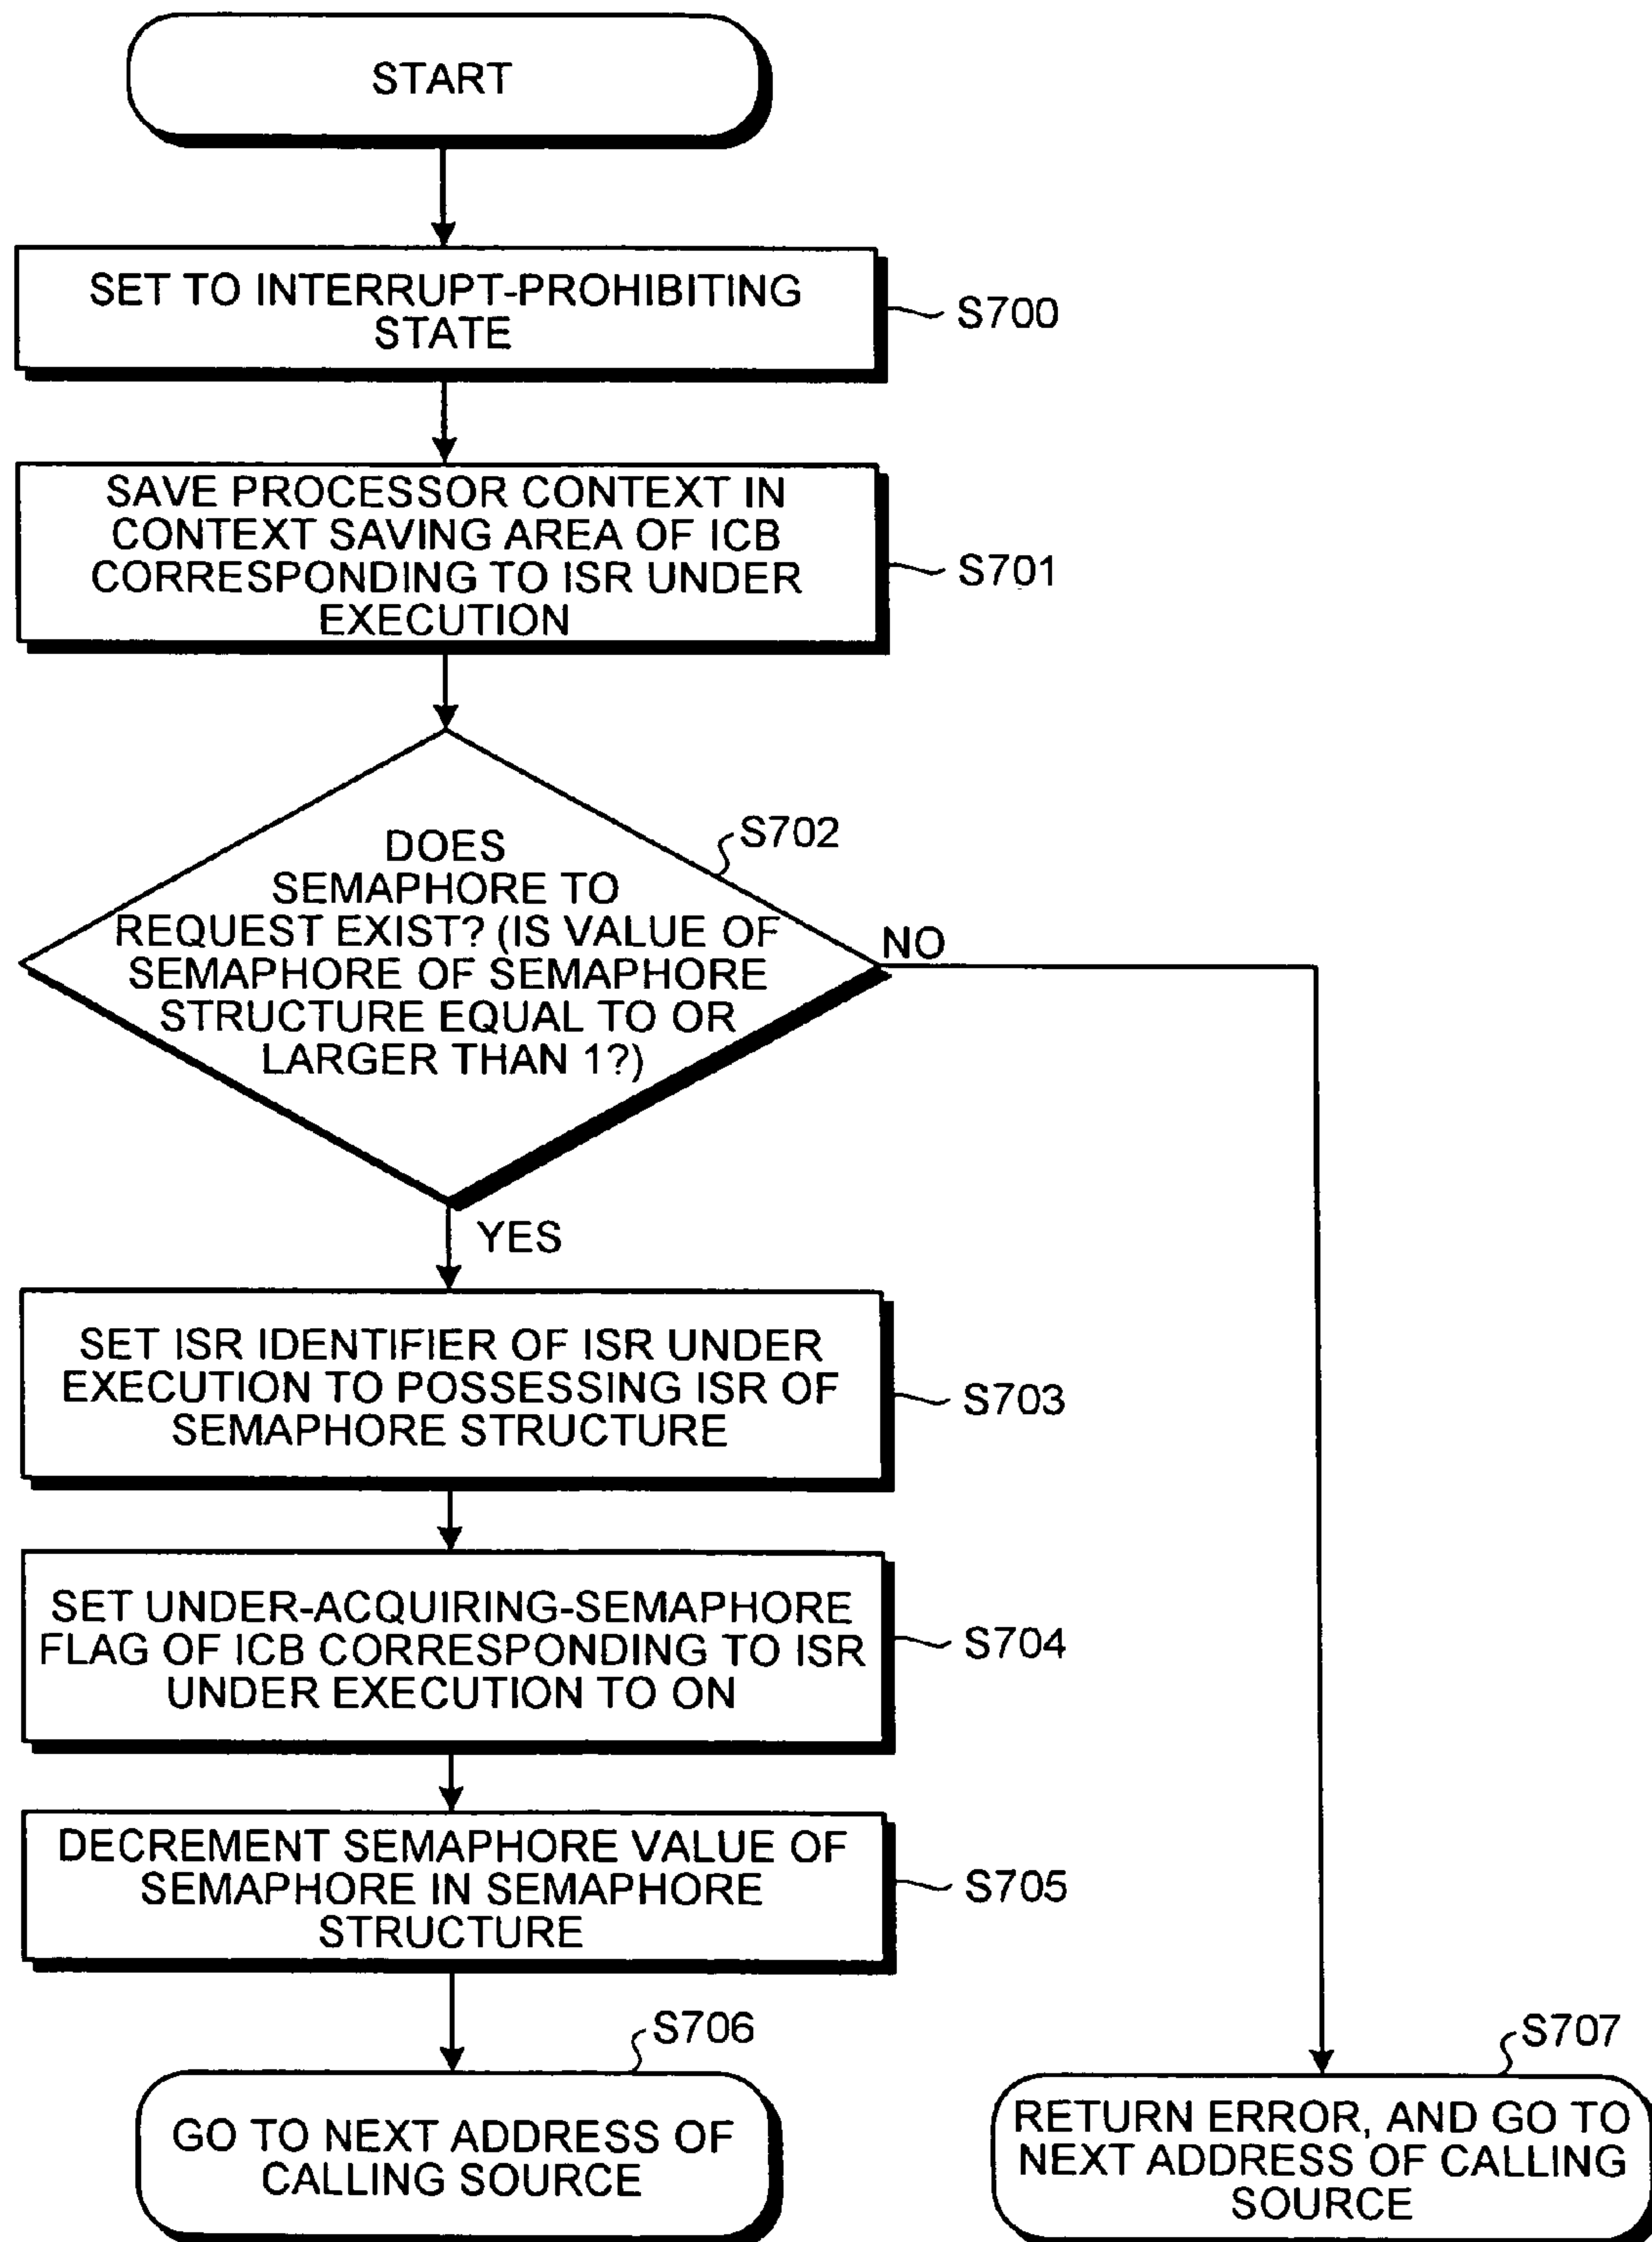 START
SET TO INTERRUPT-PROHIBITING
STATE
S700
SAVE PROCESSOR CONTEXT IN
CONTEXT SAVING AREA OF ICB
CORRESPONDING TO ISR UNDER
EXECUTION
S701
DOES
SEMAPHORE TO
REQUEST EXIST? (IS VALUE OF
SEMAPHORE OF SEMAPHORE
STRUCTURE EQUAL TO OR
LARGER THAN 1?)
S702
NO
YES
SET ISR IDENTIFIER OF ISR UNDER
EXECUTION TO POSSESSING ISR OF
SEMAPHORE STRUCTURE
S703
SET UNDER-ACQUIRING-SEMAPHORE
FLAG OF ICB CORRESPONDING TO ISR
UNDER EXECUTION TO ON
S704
DECREMENT SEMAPHORE VALUE OF
SEMAPHORE IN SEMAPHORE
STRUCTURE
S705
S706
GO TO NEXT ADDRESS OF
CALLING SOURCE
S707
RETURN ERROR, AND GO TO
NEXT ADDRESS OF CALLING
SOURCE